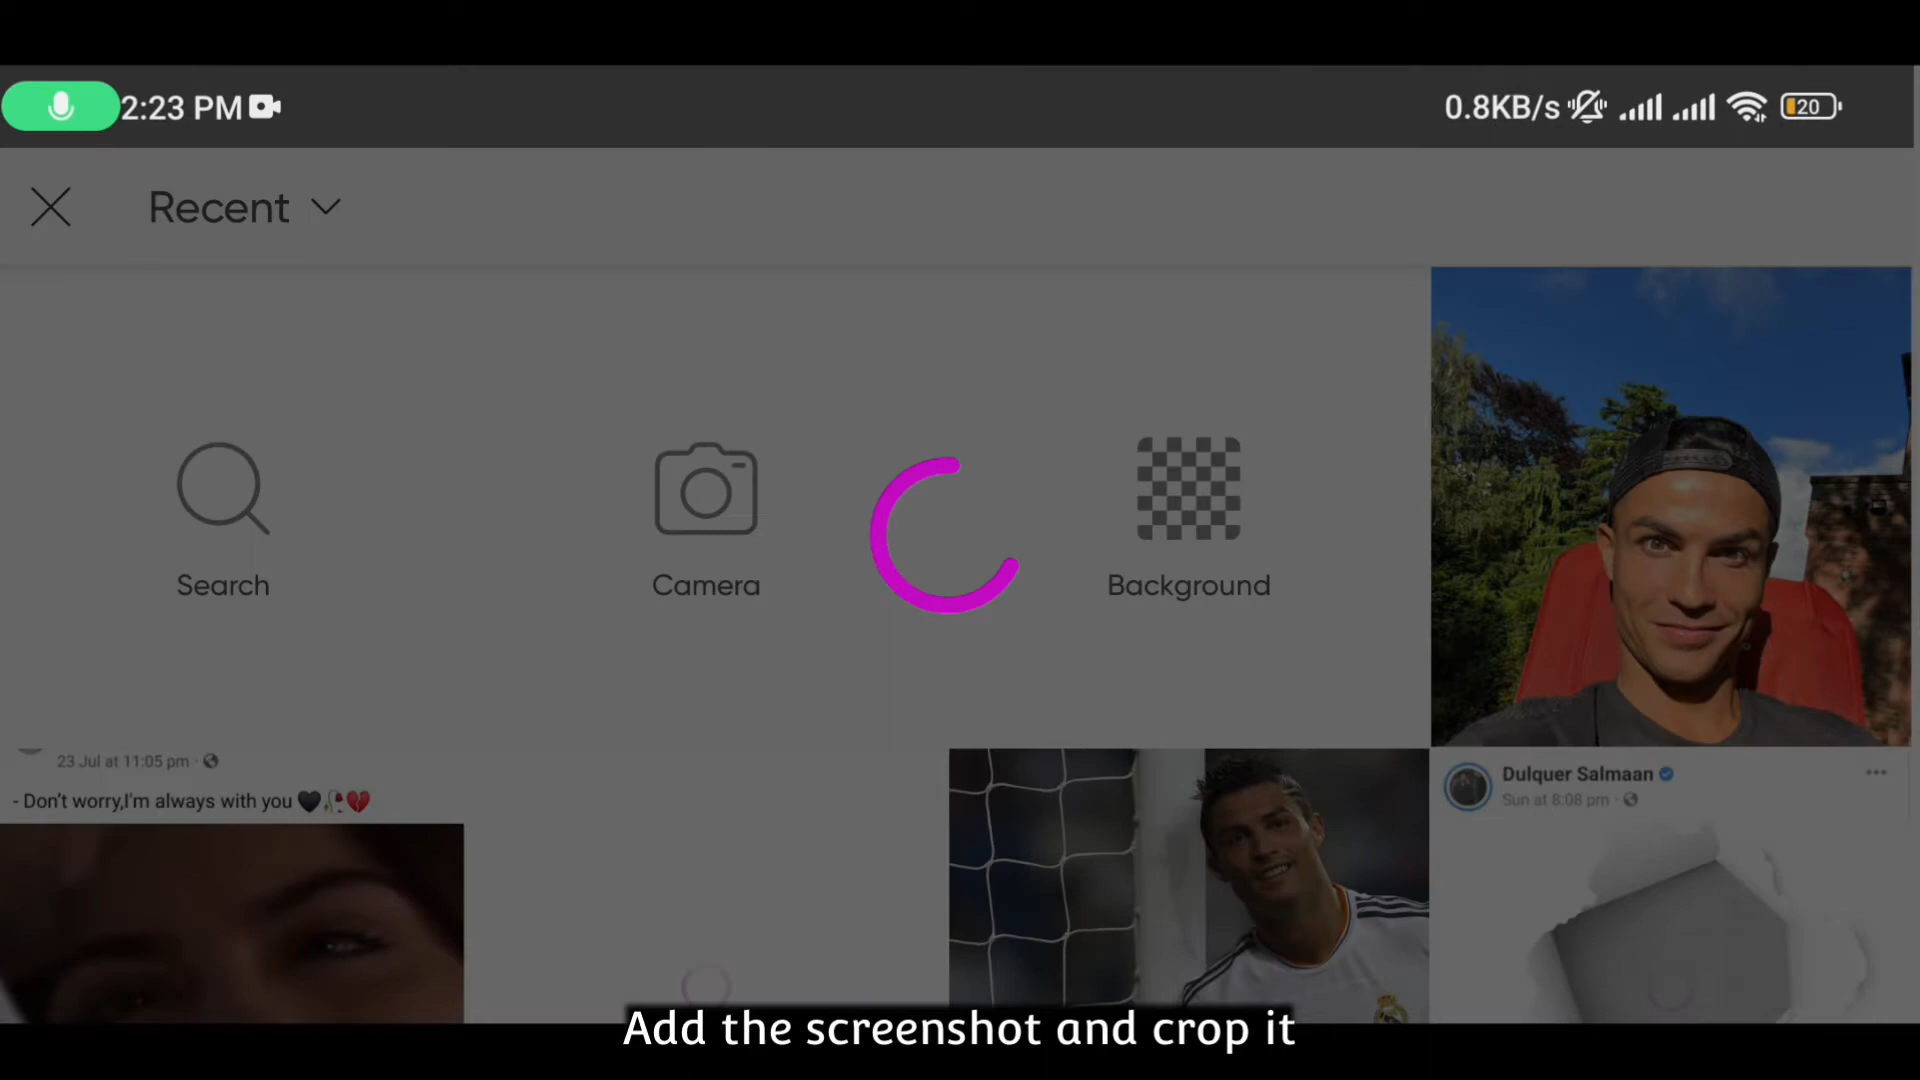 2:23 PM
0.8KB/s
20
Recent
Search
Camera
Background
23 Jul at 11:05 pm ·
- Don't worry,I'm always with you 🖤🥀💔
Dulquer Salmaan
Sun at 8:08 pm ·
Add the screenshot and crop it